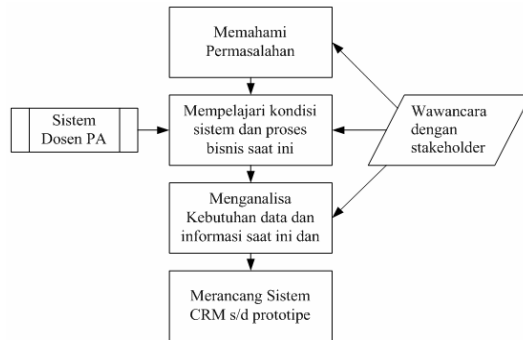 Memahami
Permasalahan
Sistem
Dosen PA
Mempelajari kondisi
sistem dan proses
bisnis saat ini
Wawancara
dengan
stakeholder
Menganalisa
Kebutuhan data dan
informasi saat ini dan
Merancang Sistem
CRM s/d prototipe